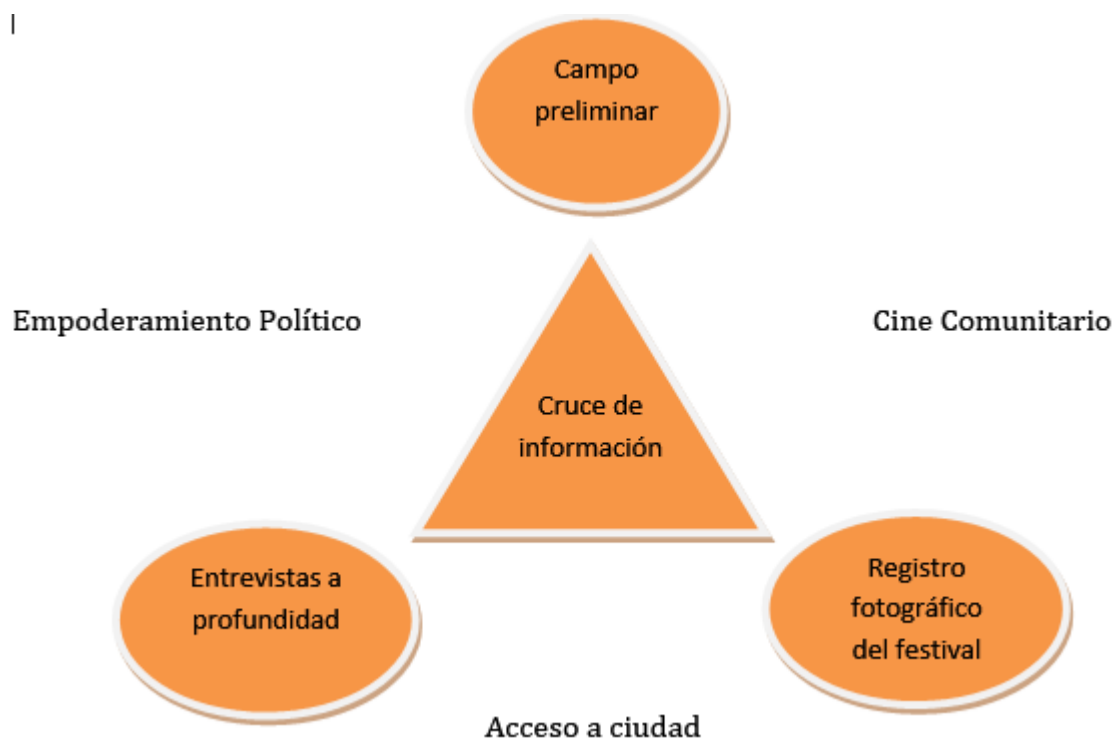 Campo
preliminar
Empoderamiento Político
Cine Comunitario
Cruce de
información
Entrevistas a
profundidad
Registro
fotográfico
del festival
Acceso a ciudad